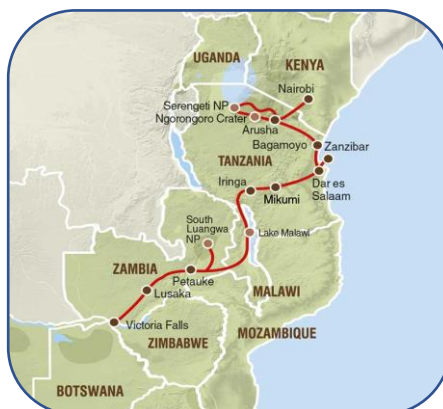 UGANDA
KENYA
Nairobi
Serengeti NP
Ngorongoro Crater
Arusha
Bagamoyo
Zanzibar
TANZANIA
Iringa
Mikumi
Dar es
Salaam
South
Luangwa
NP
Lake Malawi
ZAMBIA
Petauke
Lusaka
MALAWI
Victoria Falls
MOZAMBIQUE
ZIMBABWE
BOTSWANA